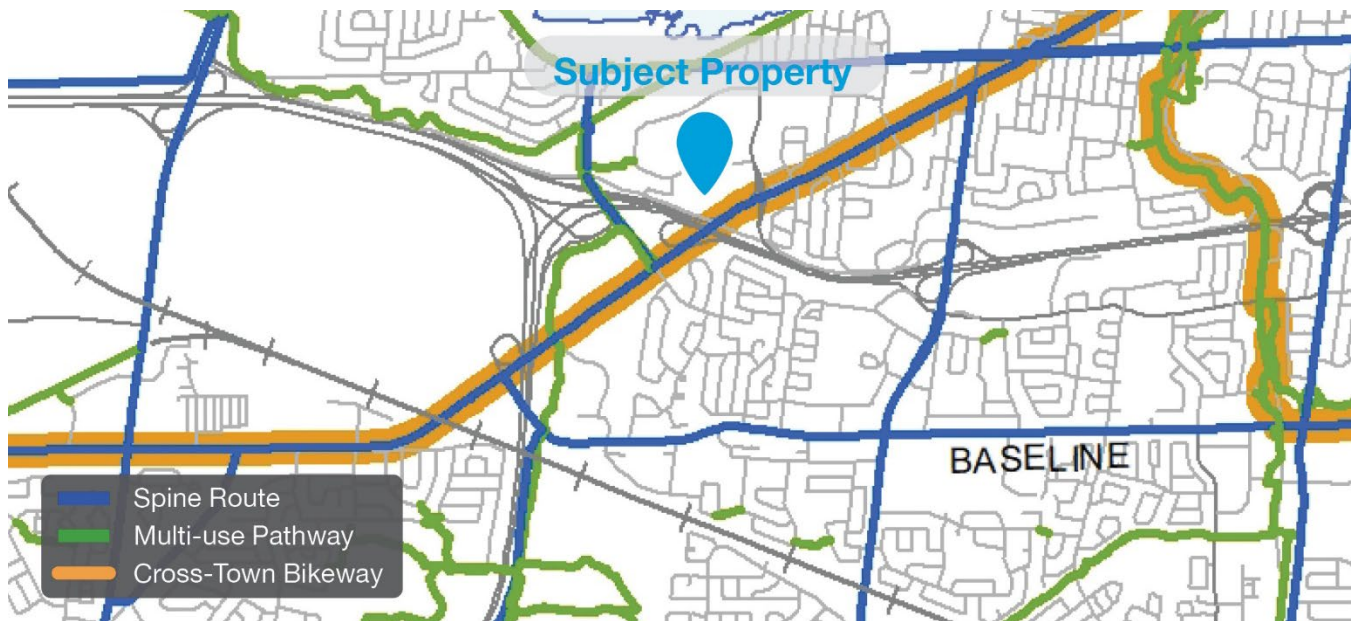 Subject Property
BASELINE
Spine Route
Multi-use Pathway
Cross-Town Bikeway